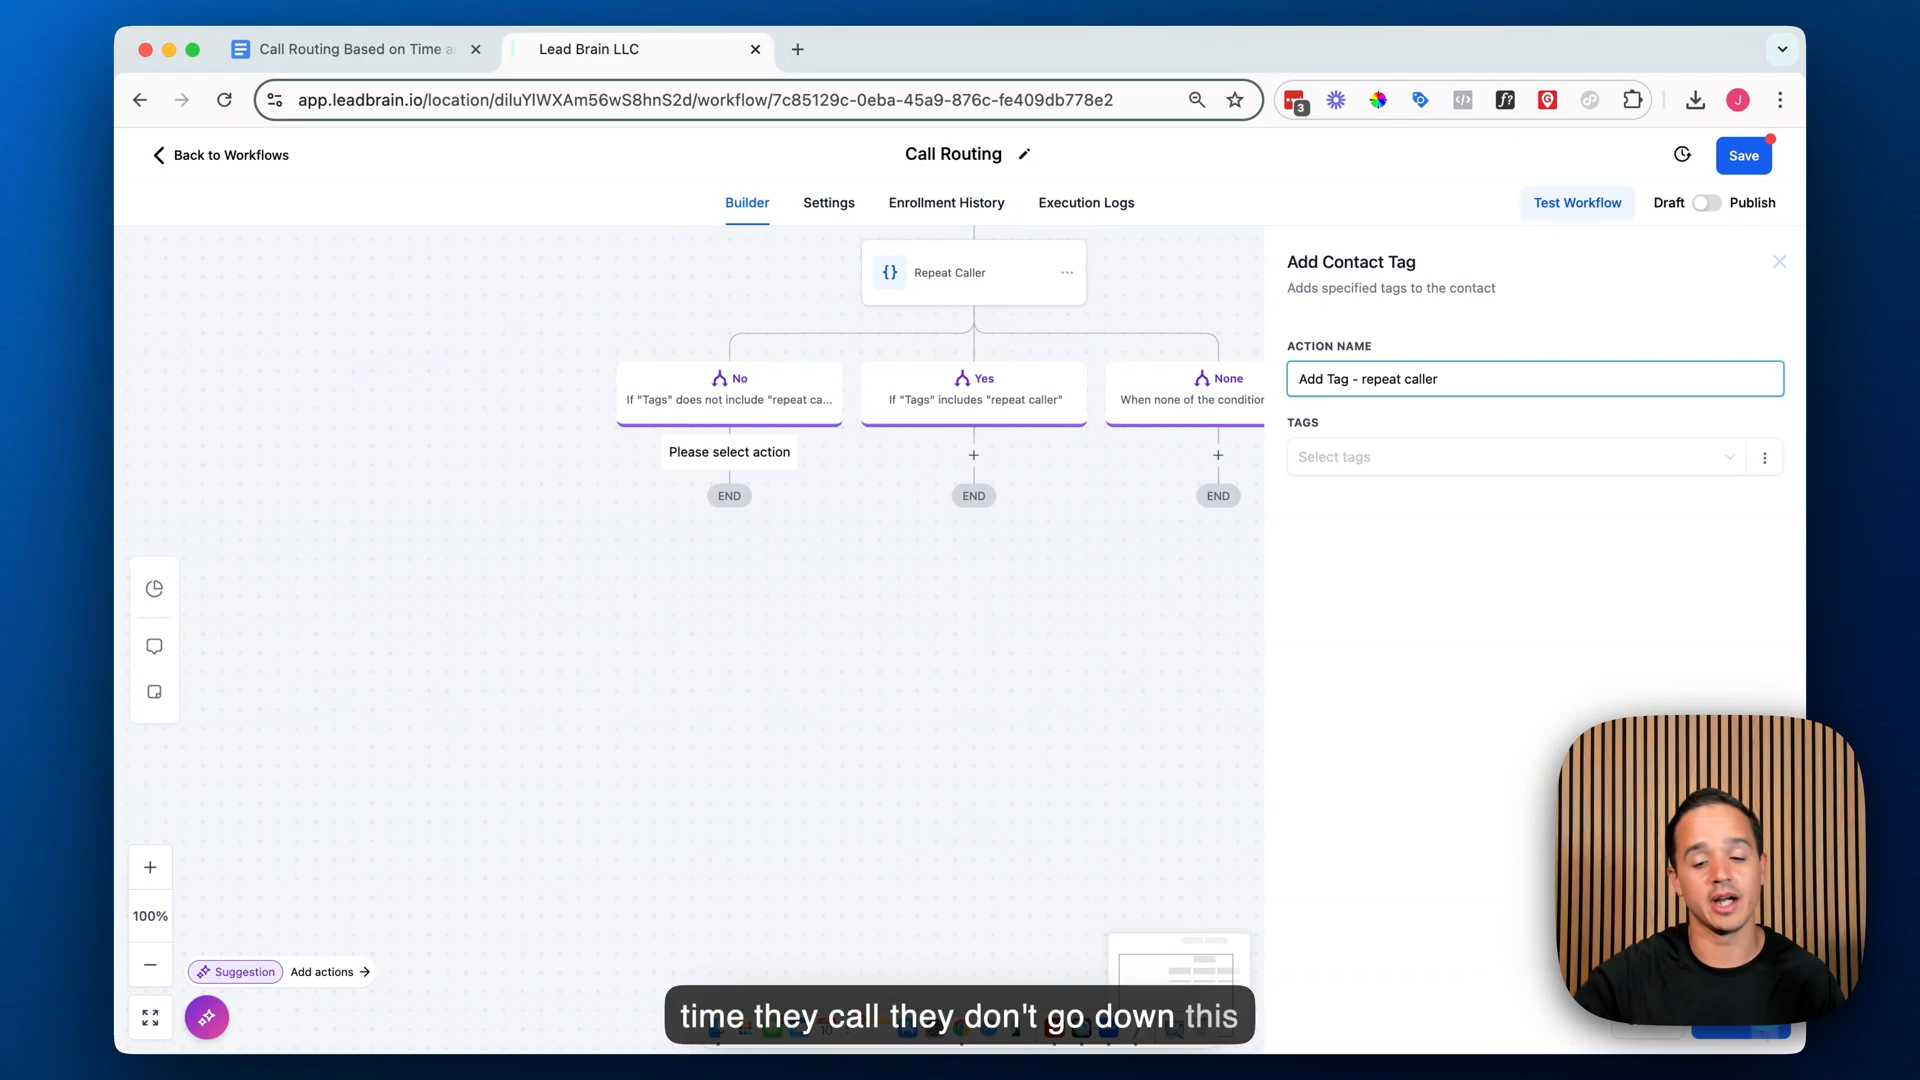 Call Routing Based on Time a
Lead Brain LLC
app.leadbrain.io/location/diluYlWXAm56wS8hnS2d/workflow/7c85129c-0eba-45a9-876c-fe409db778e2
3
f?
J
Back to Workflows
Call Routing
Save
Builder
Settings
Enrollment History
Execution Logs
Test Workflow
Draft
Publish
Repeat Caller
No
If "Tags" does not include "repeat ca...
Yes
If "Tags" includes "repeat caller"
None
When none of the condition
Please select action
END
END
END
Add Contact Tag
Adds specified tags to the contact
ACTION NAME
Add Tag - repeat caller
TAGS
Select tags
100%
Suggestion
Add actions
time they call they don't go down this